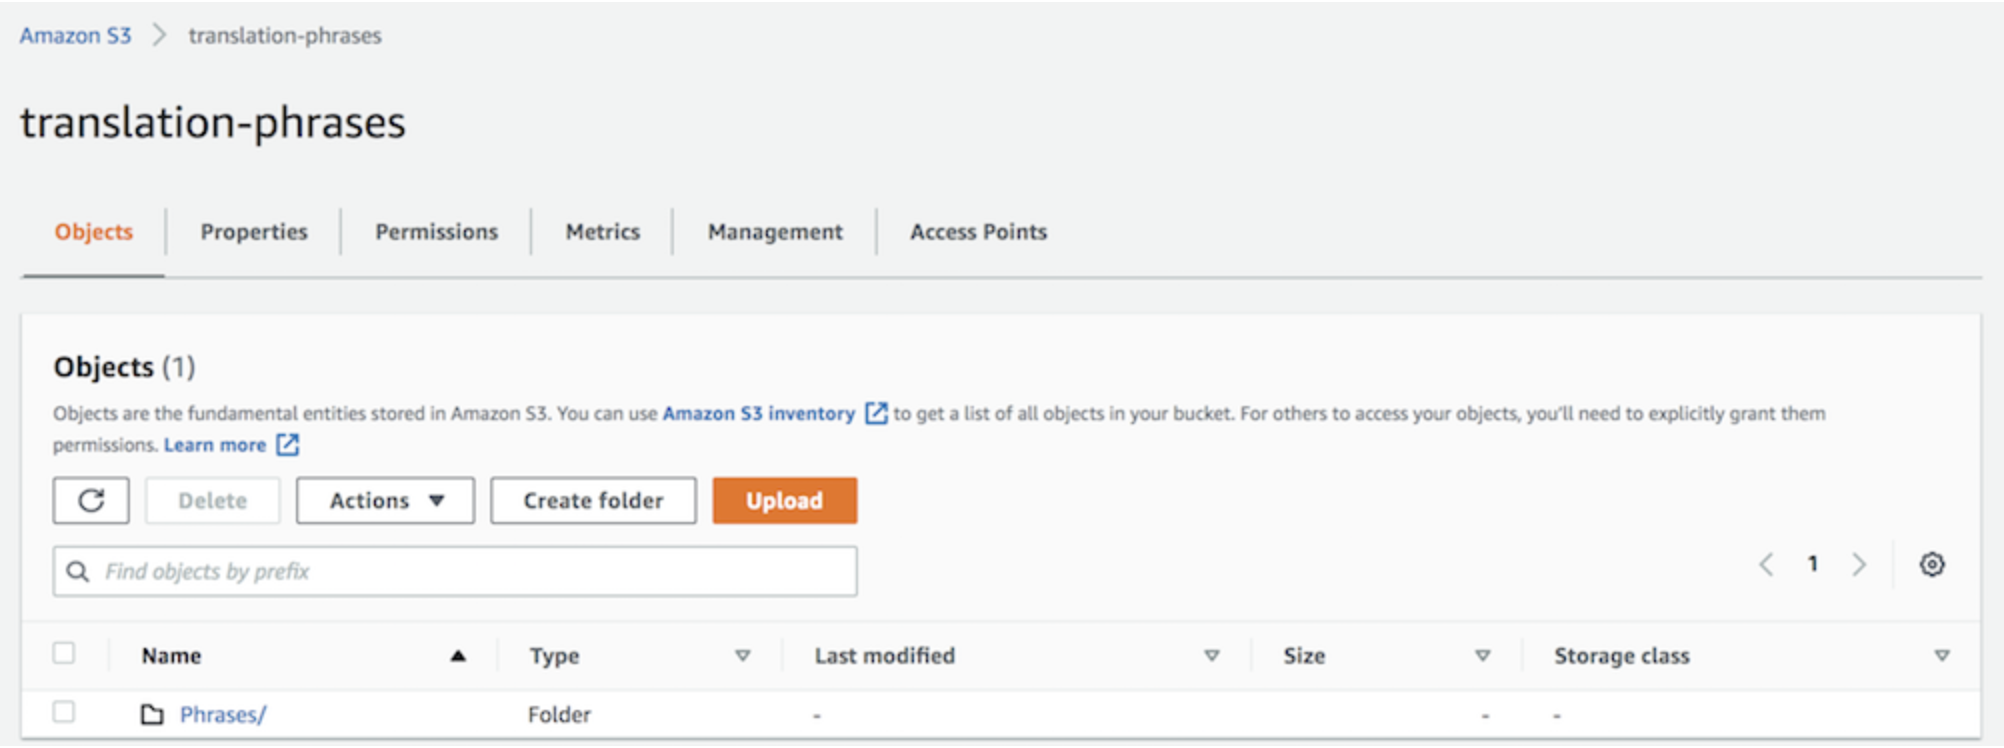 Amazon S3 > translation-phrases
translation-phrases
Objects Properties Permissions Metrics Management Access Points
Objects (1)
Objects are the fundamental entities stored in Amazon S3. You can use Amazon S3 inventory to get a list of all objects in your bucket. For others to access your objects, you'll need to explicitly grant them
permissions. Learn more
Delete Actions Create folder Upload
Find objects by prefix 1
Name Type Last modified Size Storage class
Phrases/ Folder - - -